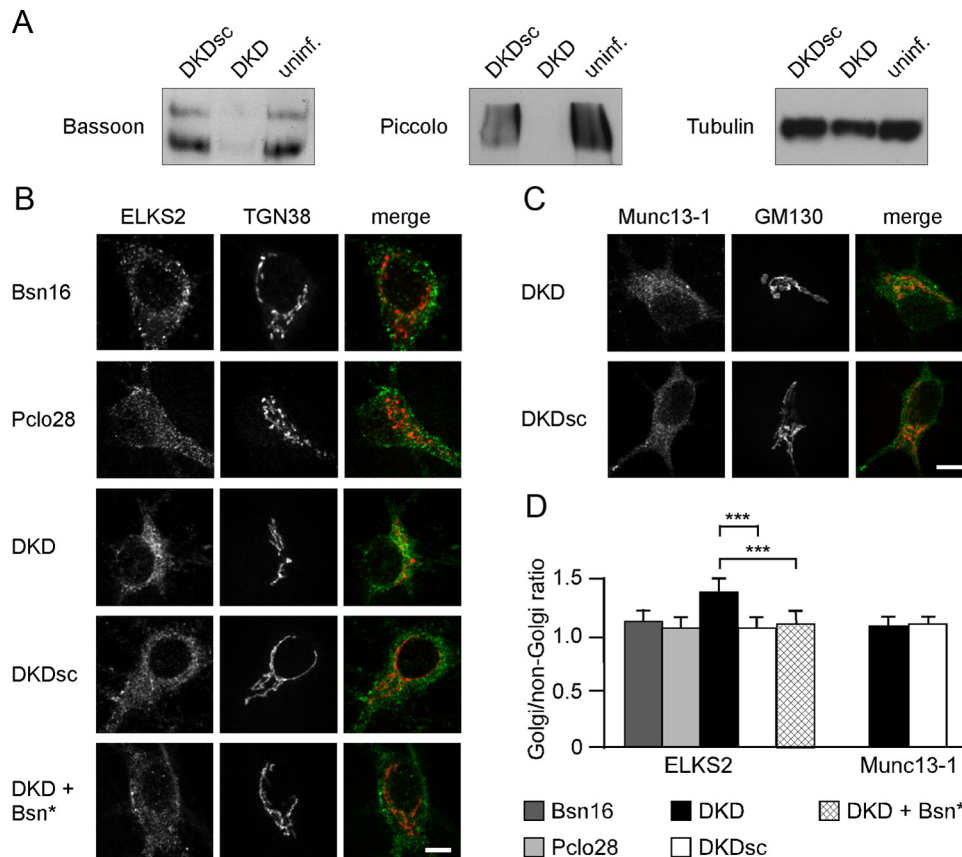 A
DKDsc DKD uninf.
Bassoon
DKDsc DKD uninf.
Piccolo
DKDsc DKD uninf.
Tubulin
B
ELKS2 TGN38 merge
Bsn16
Pclo28
DKD
DKDsc
DKD +
Bsn*
C
Munc13-1 GM130 merge
DKD
DKDsc
D
***
***
Golgi/non-Golgi ratio
1.5
1.0
0.5
0
ELKS2 Munc13-1
Bsn16 DKD DKD + Bsn*
Pclo28 DKDsc